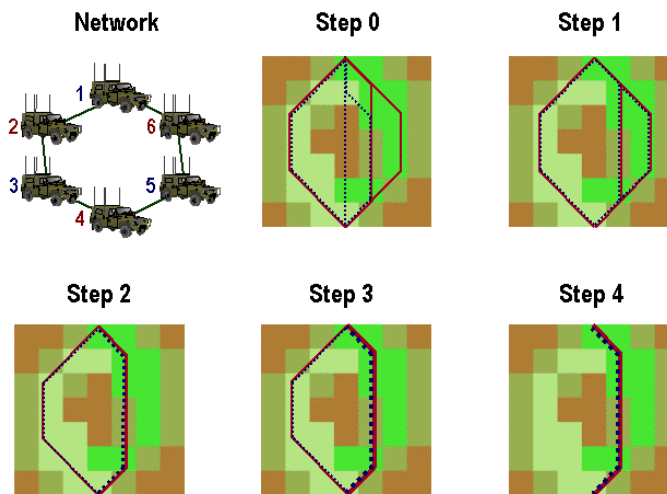 Network
Step 0
Step 1
1
2
6
3
5
4
Step 2
Step 3
Step 4